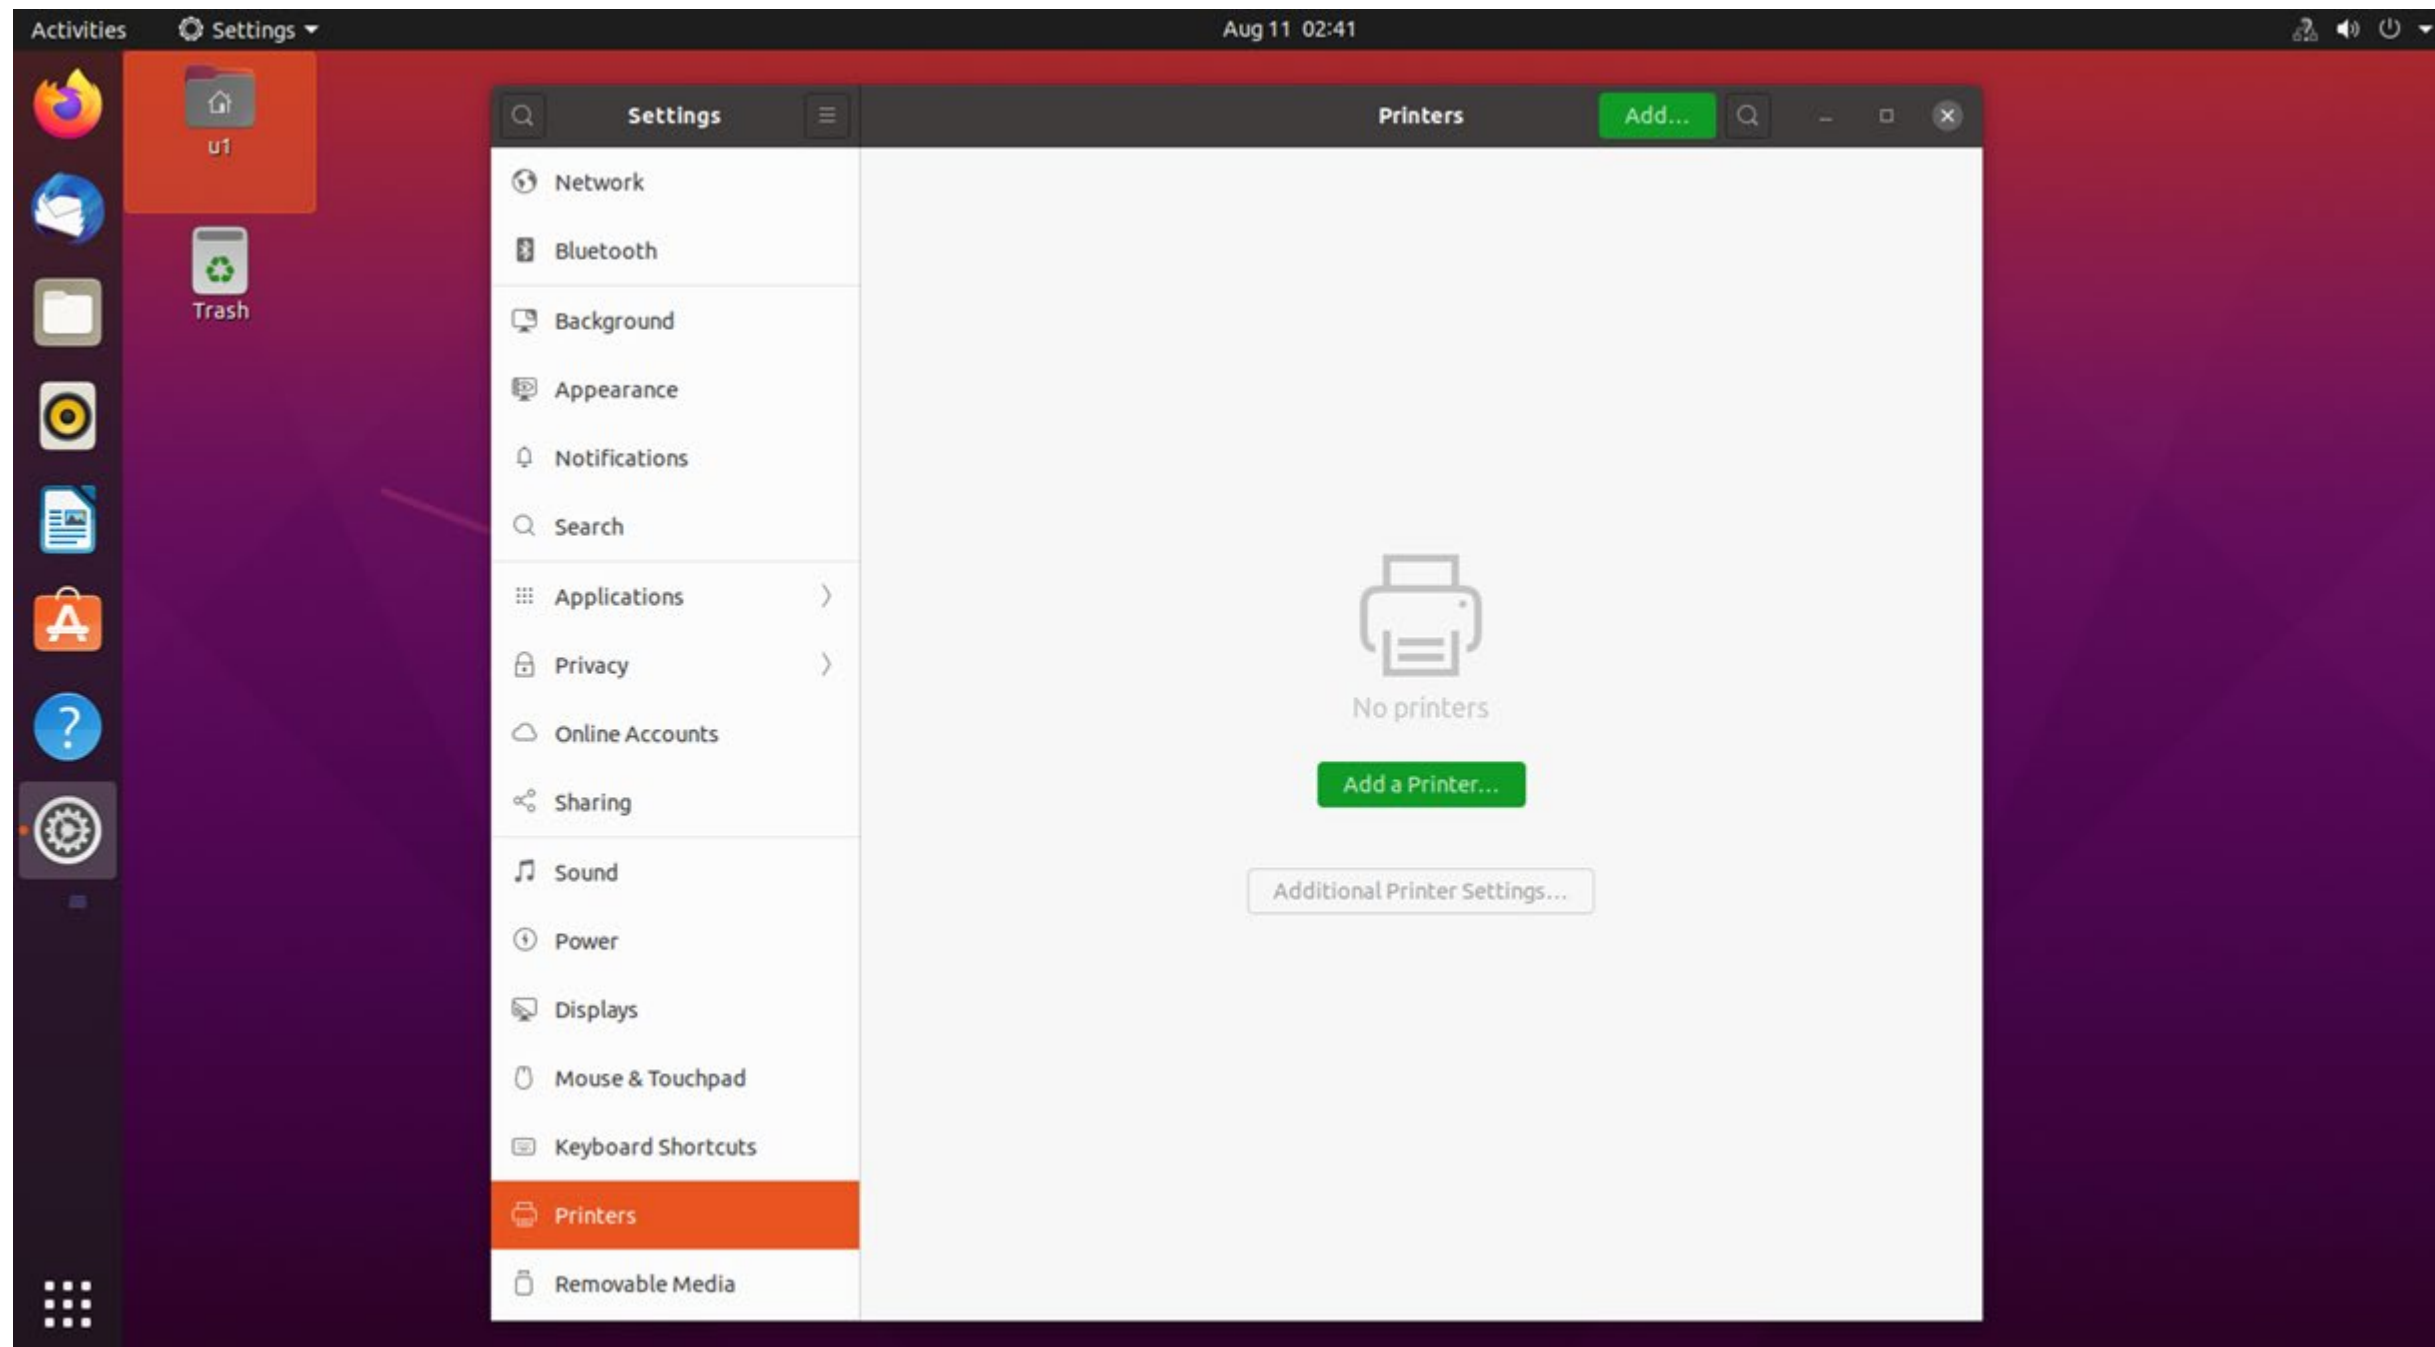 Activities
Settings
Aug 11 02:41
u1
Trash
Settings
Printers
Add...
Network
Bluetooth
Background
Appearance
Notifications
Search
Applications
Privacy
Online Accounts
Sharing
Sound
Power
Displays
Mouse & Touchpad
Keyboard Shortcuts
Printers
Removable Media
No printers
Add a Printer...
Additional Printer Settings...